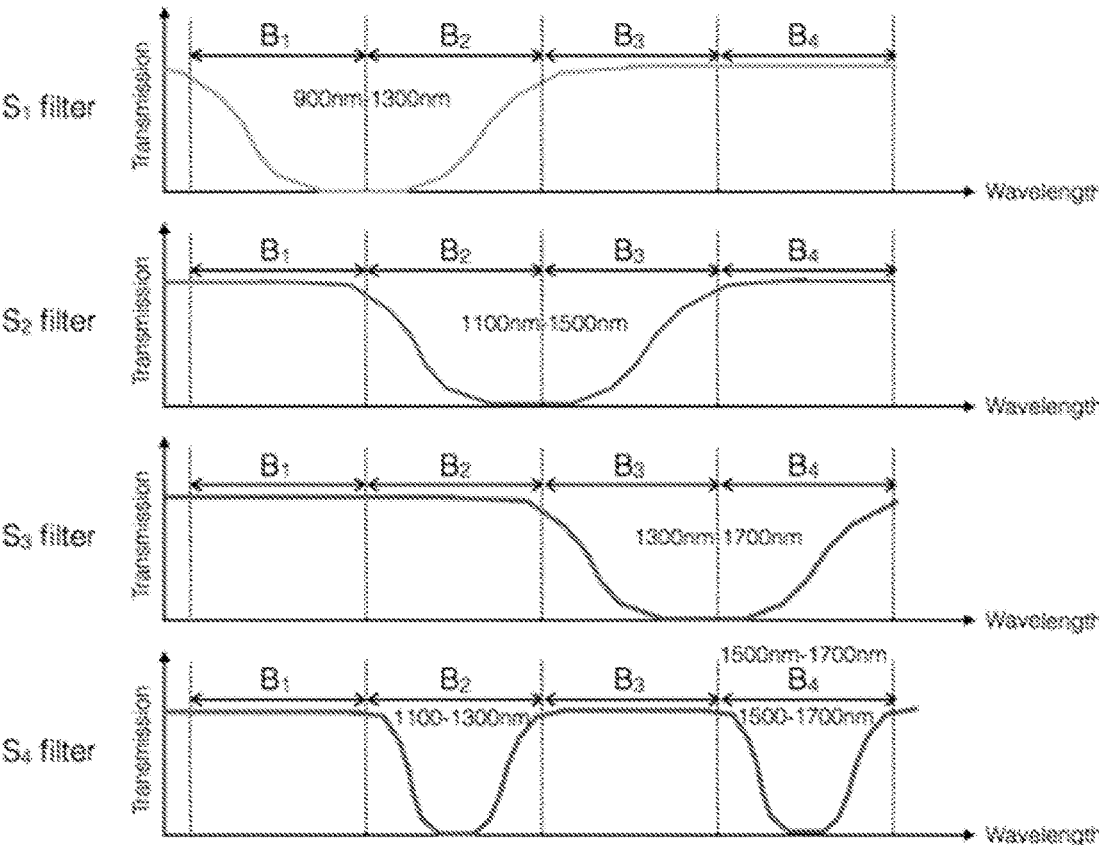 S₁ filter
Transmission
B₁ B₂ B₃ B₄
900nm-1300nm
Wavelength
S₂ filter
Transmission
B₁ B₂ B₃ B₄
1100nm-1500nm
Wavelength
S₃ filter
Transmission
B₁ B₂ B₃ B₄
1300nm-1700nm
Wavelength
S₄ filter
Transmission
1500nm-1700nm
B₁ B₂ B₃ B₄
1100-1300nm 1500-1700nm
Wavelength